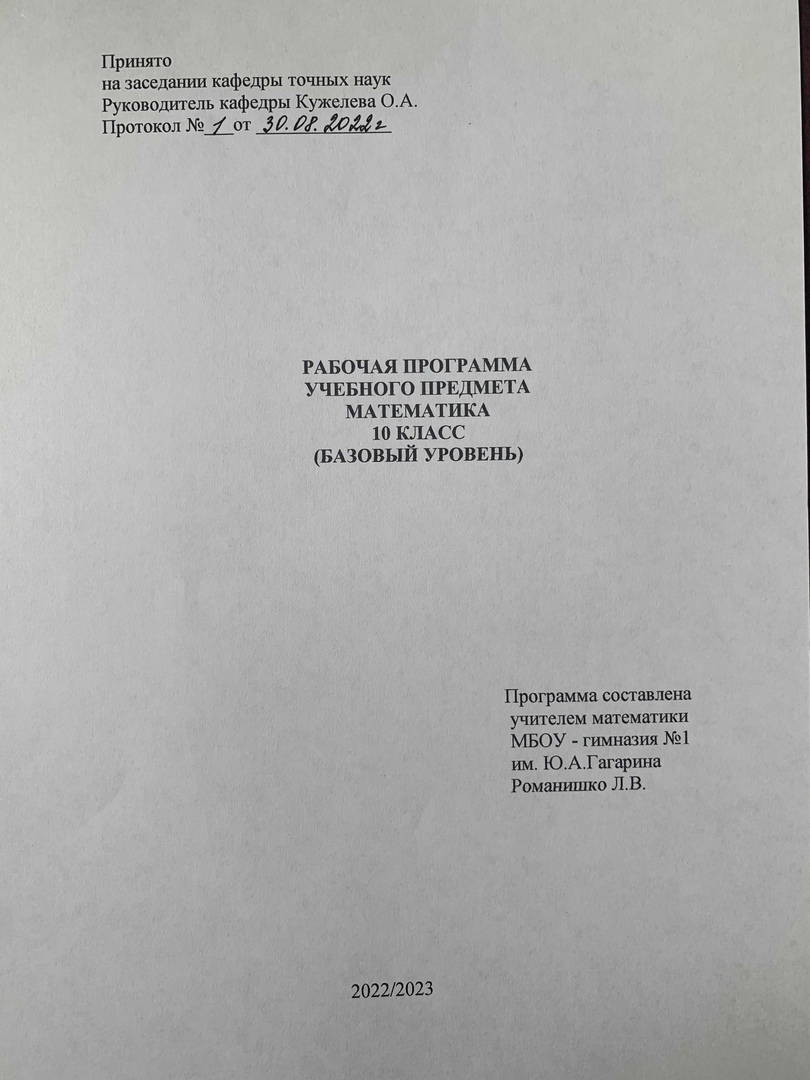 Принято
на заседании кафедры точных наук
Руководитель кафедры Кужелева О.А.
Протокол № 1 от 30.08.2022г
РАБОЧАЯ ПРОГРАММА
УЧЕБНОГО ПРЕДМЕТА
МАТЕМАТИКА
10 КЛАСС
(БАЗОВЫЙ УРОВЕНЬ)
Программа составлена
учителем математики
МБОУ - гимназия №1
им. Ю.А.Гагарина
Романишко Л.В.
2022/2023